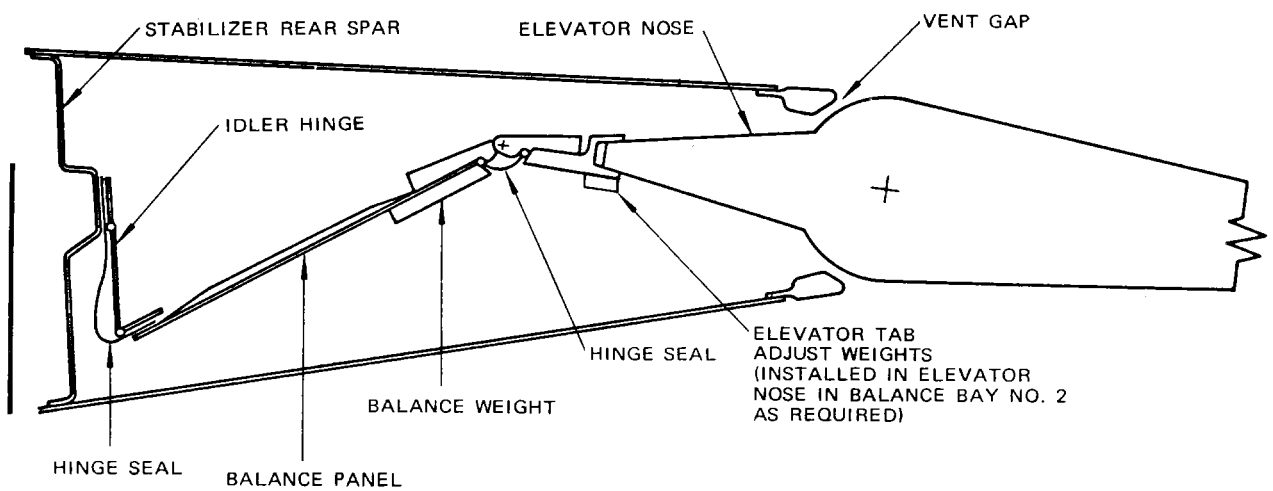 STABILIZER REAR SPAR
ELEVATOR NOSE
VENT GAP
IDLER HINGE
HINGE SEAL
ELEVATOR TAB
ADJUST WEIGHTS
(INSTALLED IN ELEVATOR
NOSE IN BALANCE BAY NO. 2
AS REQUIRED)
BALANCE WEIGHT
HINGE SEAL
BALANCE PANEL